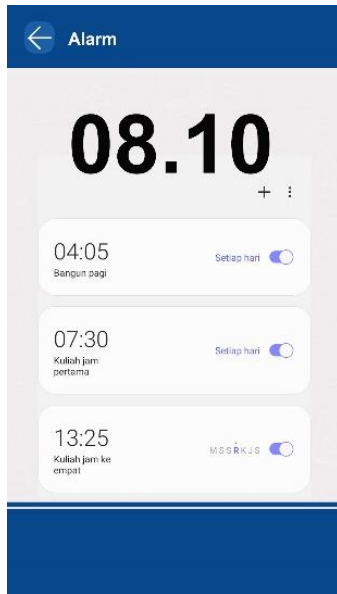 Alarm
08.10
+
04:05
Bangun pagi
Setiap hari
07:30
Kuliah jam
pertama
Setiap hari
13:25
Kuliah jam ke
empat
M S S R K J S